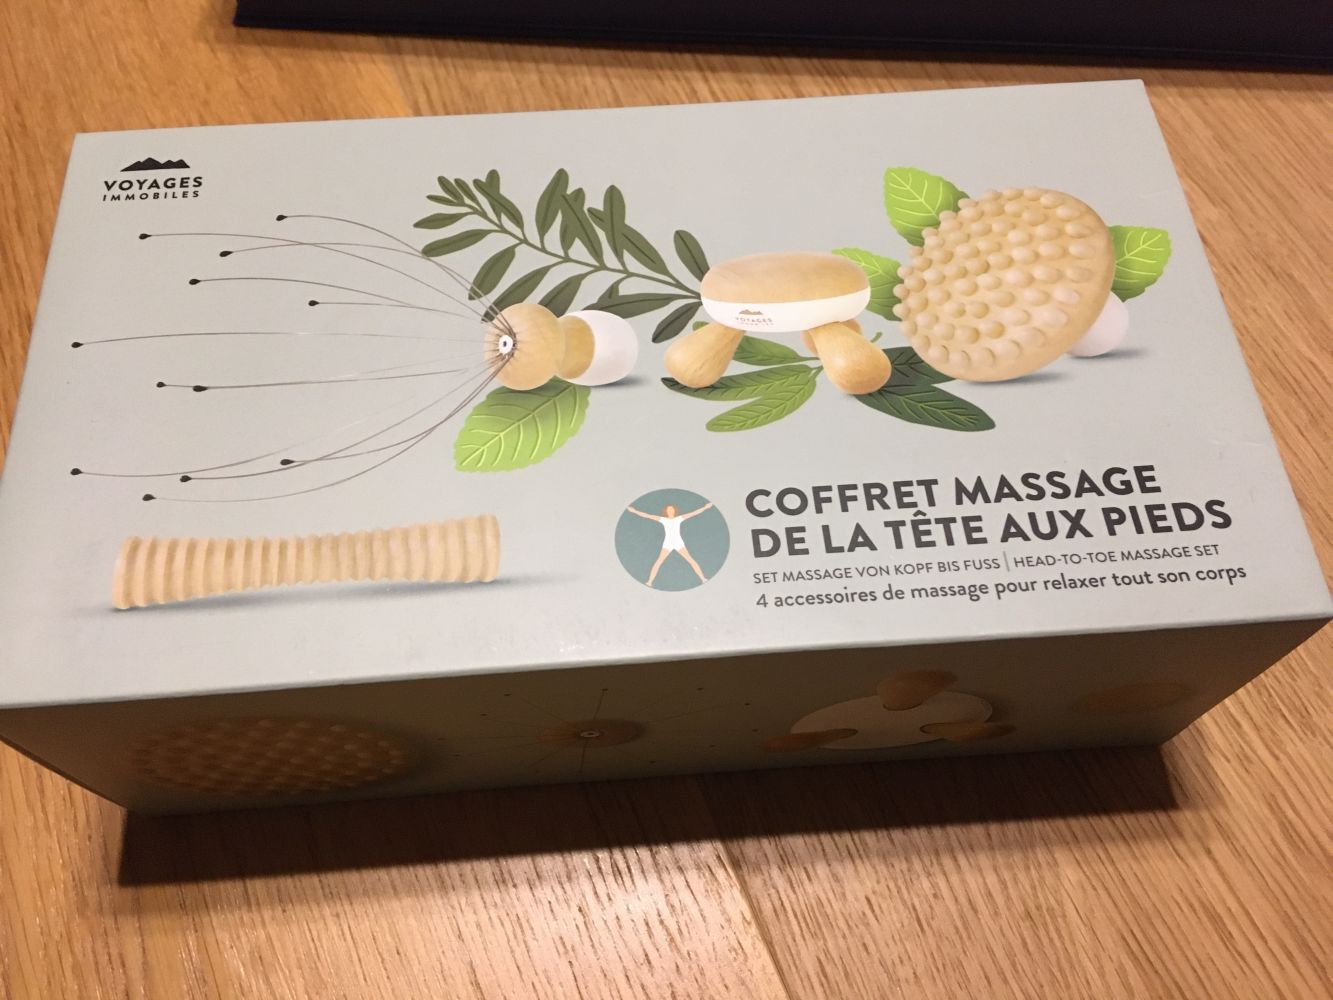 VOYAGES
IMMOBILES
VOYAGES
COFFRET MASSAGE
DE LA TÊTE AUX PIEDS
SET MASSAGE VON KOPF BIS FUSS | HEAD-TO-TOE MASSAGE SET
4 accessoires de massage pour relaxer tout son corps